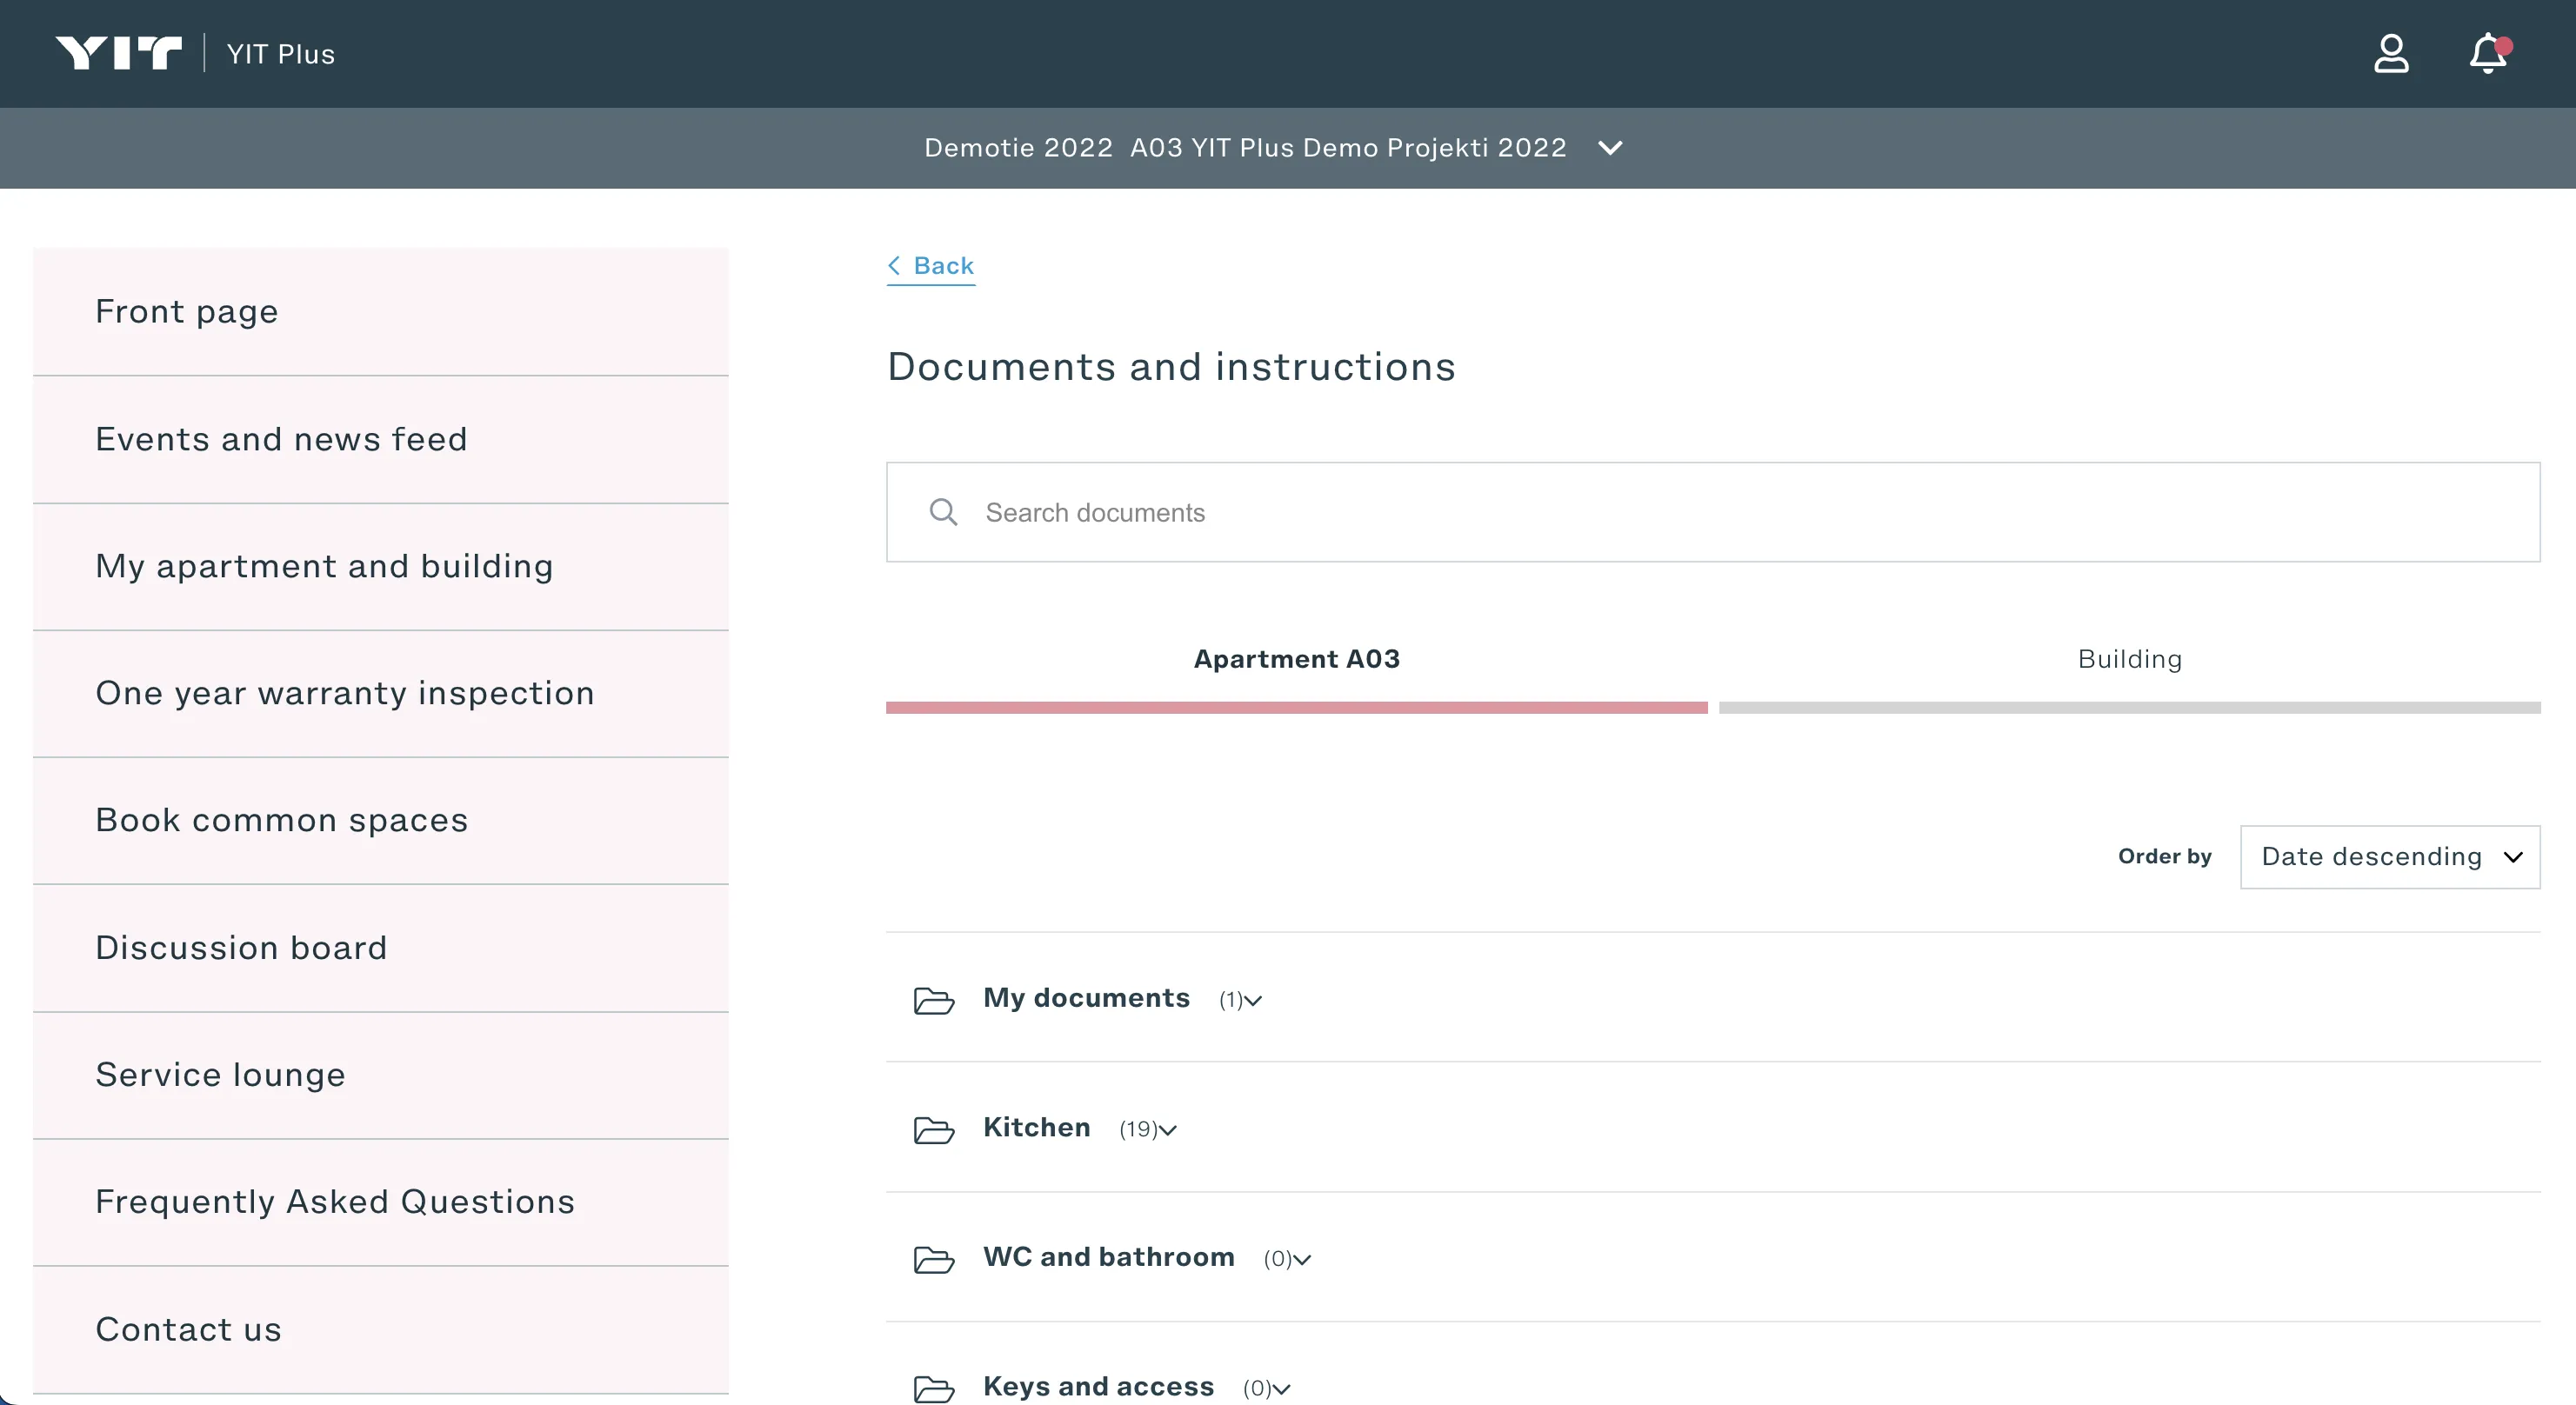 YIT YIT Plus
Demotie 2022 A03 YIT Plus Demo Projekti 2022
Front page
Events and news feed
My apartment and building
One year warranty inspection
Book common spaces
Discussion board
Service lounge
Frequently Asked Questions
Contact us
Back
Documents and instructions
Search documents
Apartment A03
Building
Order by Date descending
My documents (1)
Kitchen (19)
WC and bathroom (0)
Keys and access (0)